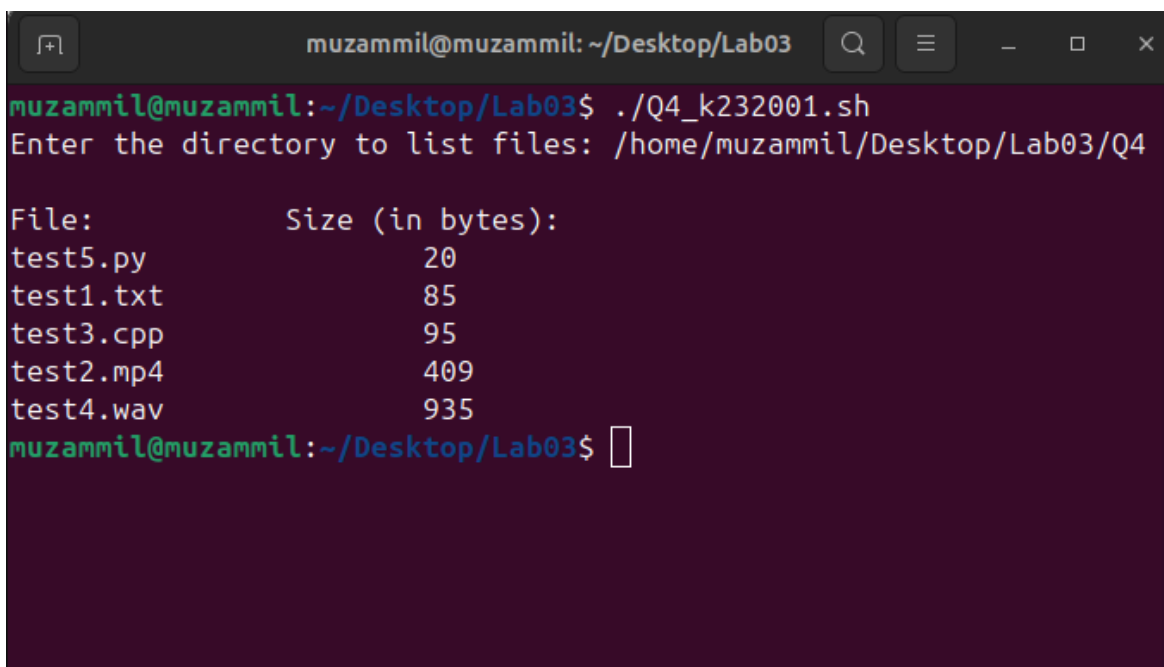 muzammil@muzammil: ~/Desktop/Lab03
muzammil@muzammil:~/Desktop/Lab03$ ./Q4_k232001.sh
Enter the directory to list files: /home/muzammil/Desktop/Lab03/Q4
File: Size (in bytes):
test5.py 20
test1.txt 85
test3.cpp 95
test2.mp4 409
test4.wav 935
muzammil@muzammil:~/Desktop/Lab03$